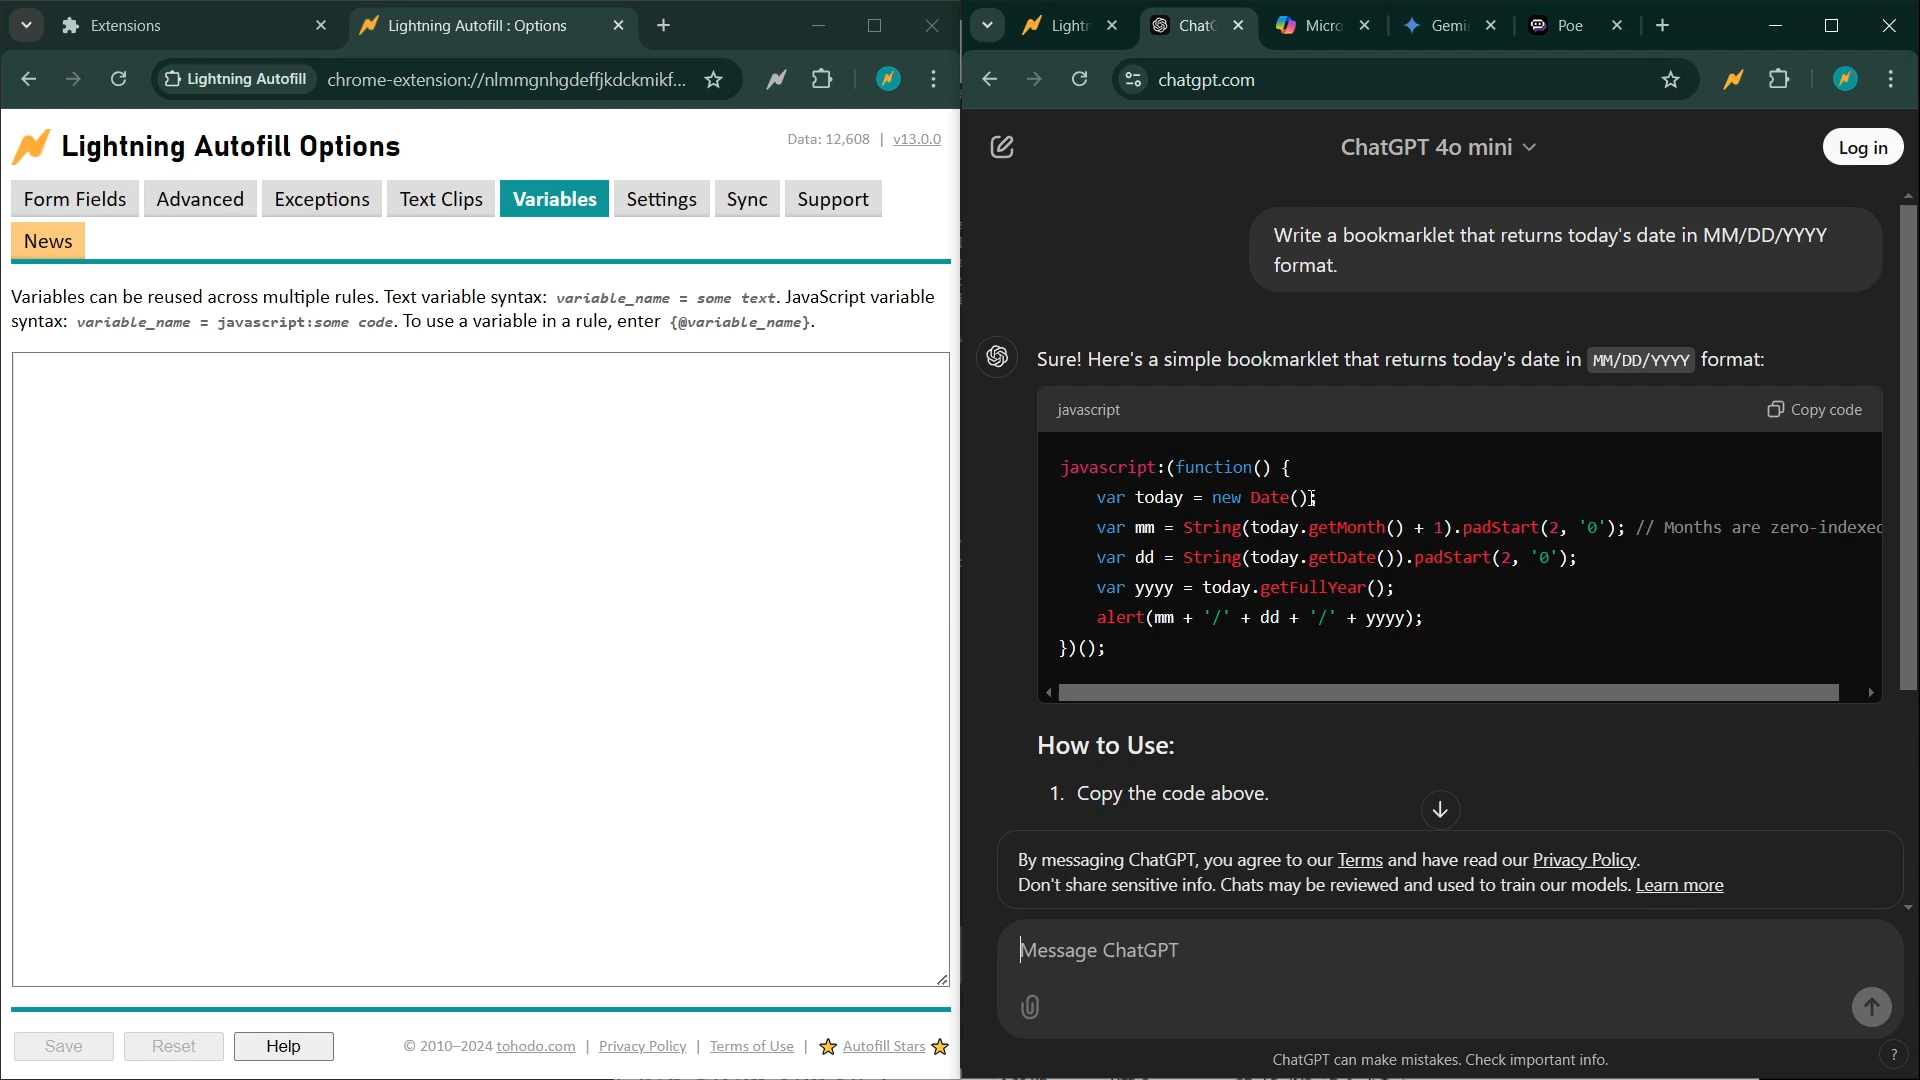 Extensions
Lightning Autofill : Options
Lightning Autofill
chrome-extension://nlmmgnhgdeffjkdckmikf...
Lightning Autofill Options
Data: 12,608 | v13.0.0
Form Fields
Advanced
Exceptions
Text Clips
Variables
Settings
Sync
Support
News
Variables can be reused across multiple rules. Text variable syntax: variable_name = some text. JavaScript variable
syntax: variable_name = javascript:some code. To use a variable in a rule, enter {@variable_name}.
Save
Reset
Help
© 2010–2024 tohodo.com | Privacy Policy | Terms of Use | Autofill Stars
Lightn
ChatG
Micro
Gemi
Poe
chatgpt.com
ChatGPT 4o mini
Log in
Write a bookmarklet that returns today's date in MM/DD/YYYY
format.
Sure! Here's a simple bookmarklet that returns today's date in MM/DD/YYYY format:
javascript
Copy code
javascript:(function() {
var today = new Date();
var mm = String(today.getMonth() + 1).padStart(2, '0'); // Months are zero-indexed
var dd = String(today.getDate()).padStart(2, '0');
var yyyy = today.getFullYear();
alert(mm + '/' + dd + '/' + yyyy);
})();
How to Use:
1. Copy the code above.
By messaging ChatGPT, you agree to our Terms and have read our Privacy Policy.
Don't share sensitive info. Chats may be reviewed and used to train our models. Learn more
Message ChatGPT
ChatGPT can make mistakes. Check important info.
?